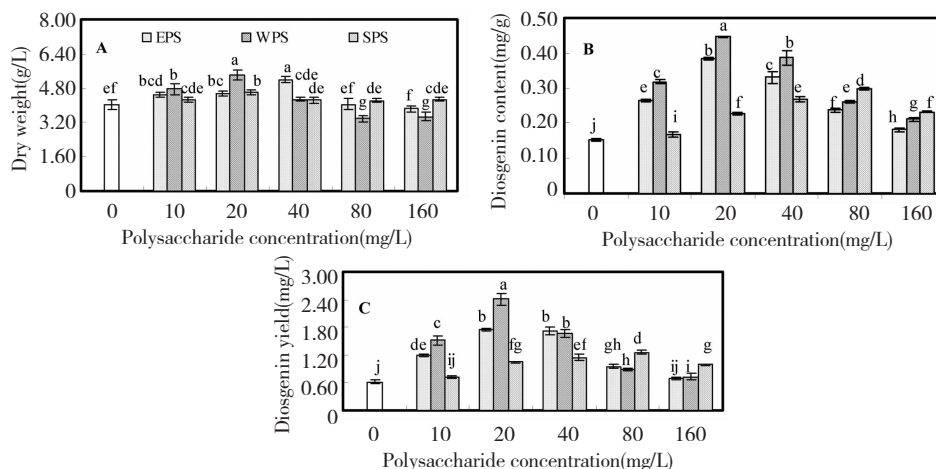 A EPS WPS SPS
Dry weight(g/L)
8.00
6.40
4.80
3.20
1.60
0
ef bcd b cde bc a b a cde de f g de f g cde
0 10 20 40 80 160
Polysaccharide concentration(mg/L)
B
Diosgenin content(mg/g)
0.50
0.40
0.30
0.20
0.10
0.00
j e c i b a f c b e f e d h g f
0 10 20 40 80 160
Polysaccharide concentration(mg/L)
C
Diosgenin yield(mg/L)
3.00
2.40
1.80
1.20
0.60
0.00
j de c ij b a fg b b ef gh h d ij i g
0 10 20 40 80 160
Polysaccharide concentration(mg/L)